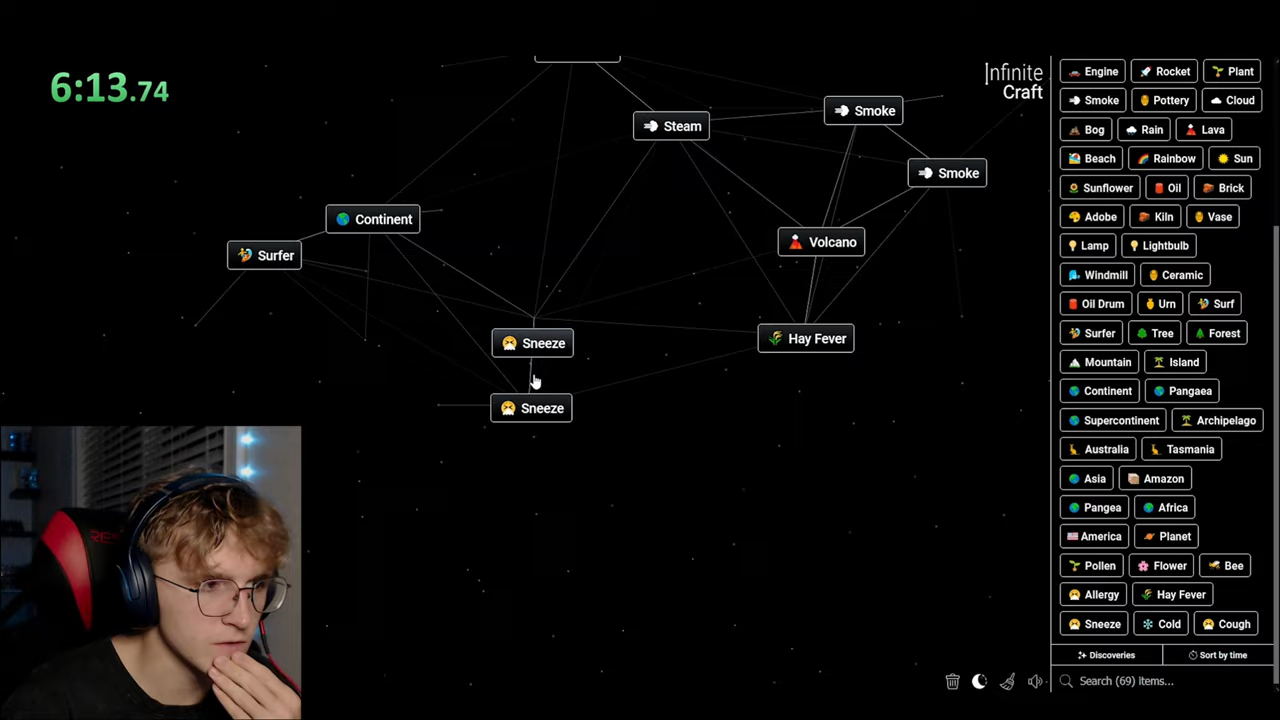 6:13.74
Infinite
Craft
Steam
Smoke
Smoke
Continent
Surfer
Volcano
Sneeze
Hay Fever
Sneeze
Engine Rocket Plant
Smoke Pottery Cloud
Bog Rain Lava
Beach Rainbow Sun
Sunflower Oil Brick
Adobe Kiln Vase
Lamp Lightbulb
Windmill Ceramic
Oil Drum Urn Surf
Surfer Tree Forest
Mountain Island
Continent Pangaea
Supercontinent Archipelago
Australia Tasmania
Asia Amazon
Pangea Africa
America Planet
Pollen Flower Bee
Allergy Hay Fever
Sneeze Cold Cough
Discoveries Sort by time
Search (69) Items...